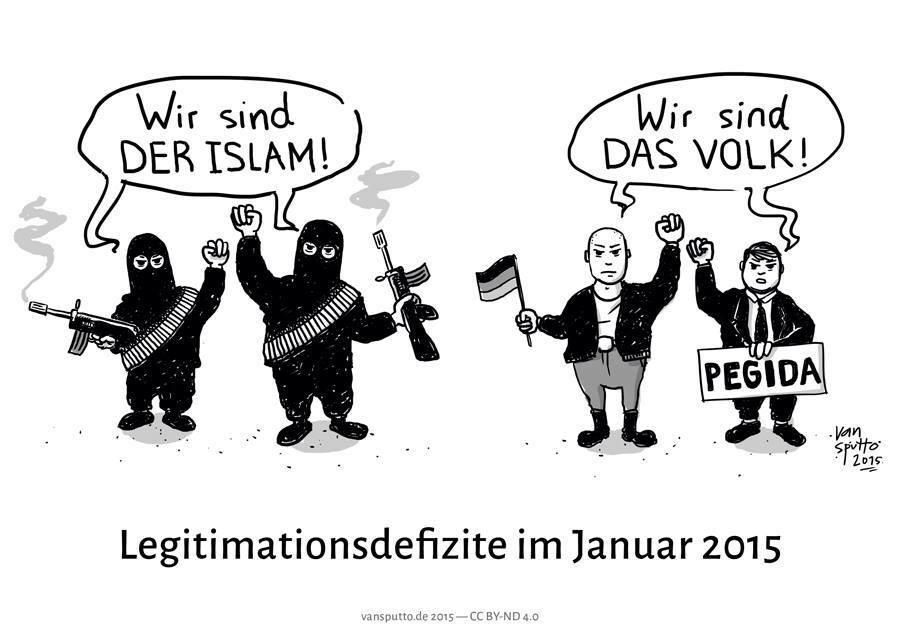 Wir sind
DER ISLAM!
Wir sind
DAS VOLK!
PEGIDA
van
sputto
2015
Legitimationsdefizite im Januar 2015
vansputto.de 2015 — CC BY-ND 4.0